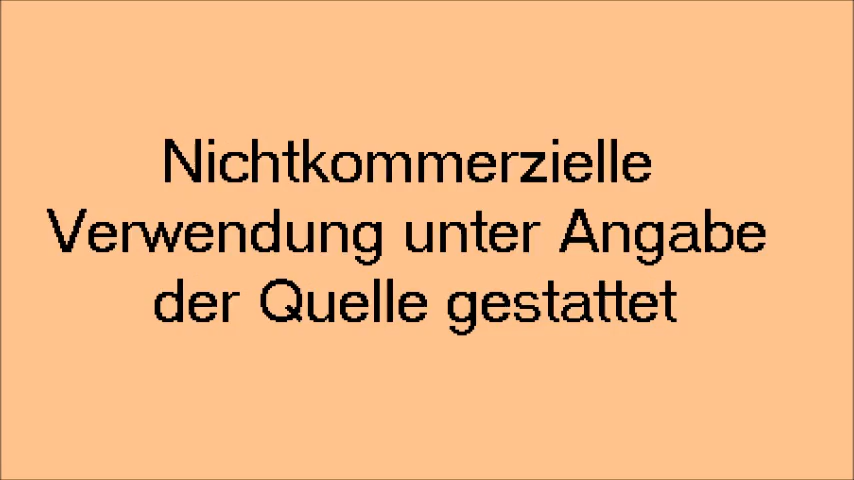 Nichtkommerzielle
Verwendung unter Angabe
der Quelle gestattet